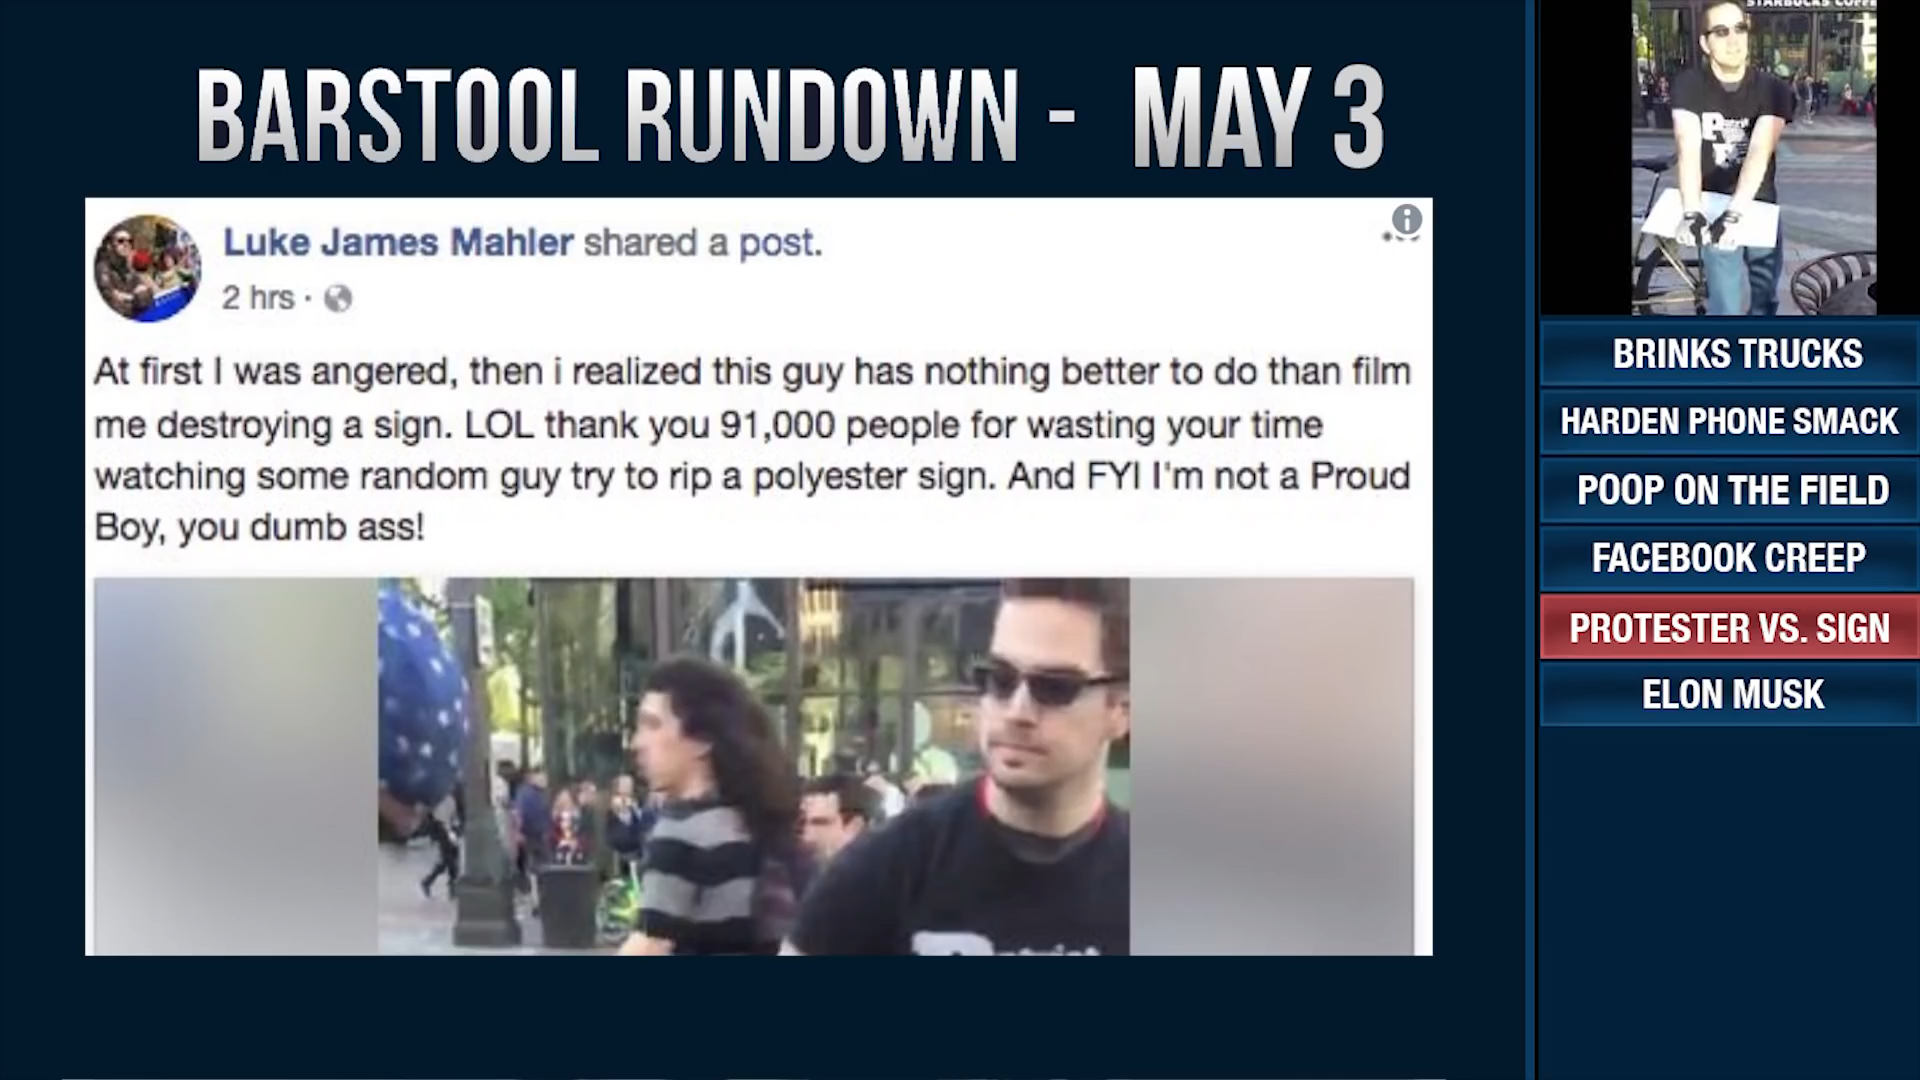 BARSTOOL RUNDOWN - MAY 3
Luke James Mahler shared a post.
2 hrs ·
At first I was angered, then i realized this guy has nothing better to do than film
me destroying a sign. LOL thank you 91,000 people for wasting your time
watching some random guy try to rip a polyester sign. And FYI I'm not a Proud
Boy, you dumb ass!
STARBUCKS COFFE
BRINKS TRUCKS
HARDEN PHONE SMACK
POOP ON THE FIELD
FACEBOOK CREEP
PROTESTER VS. SIGN
ELON MUSK